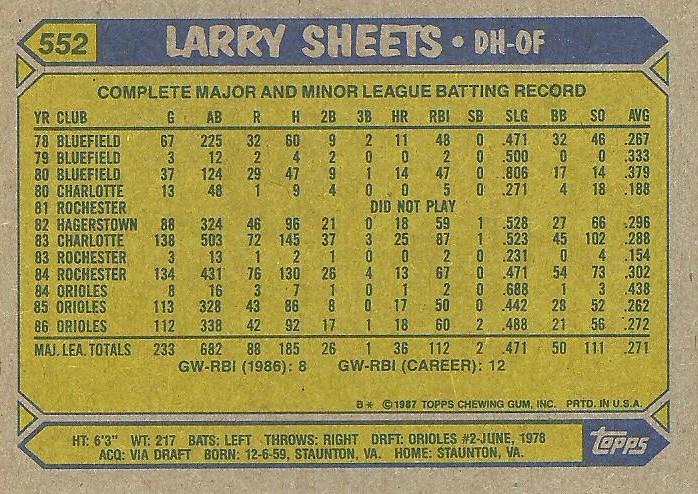 552 LARRY SHEETS • DH-OF
COMPLETE MAJOR AND MINOR LEAGUE BATTING RECORD
YR CLUB G AB R H 2B 3B HR RBI SB SLG BB SO AVG
78 BLUEFIELD 67 225 32 60 9 2 11 48 0 .471 32 46 .267
79 BLUEFIELD 3 12 2 4 2 0 0 2 0 .500 0 0 .333
80 BLUEFIELD 37 124 29 47 9 1 14 47 0 .806 17 14 .379
80 CHARLOTTE 13 48 1 9 4 0 0 5 0 .271 4 18 .188
81 ROCHESTER DID NOT PLAY
82 HAGERSTOWN 88 324 46 96 21 0 18 59 1 .528 27 66 .296
83 CHARLOTTE 138 503 72 145 37 3 25 87 1 .523 45 102 .288
83 ROCHESTER 3 13 1 2 1 0 0 2 0 .231 0 4 .154
84 ROCHESTER 134 431 76 130 26 4 13 67 0 .471 54 73 .302
84 ORIOLES 8 16 3 7 1 0 1 2 0 .688 1 3 .438
85 ORIOLES 113 328 43 86 8 0 17 50 0 .442 28 52 .262
86 ORIOLES 112 338 42 92 17 1 18 60 2 .488 21 56 .272
MAJ. LEA. TOTALS 233 682 88 185 26 1 36 112 2 .471 50 111 .271
GW-RBI (1986): 8 GW-RBI (CAREER): 12
B* ©1987 TOPPS CHEWING GUM, INC. PRTD. IN U.S.A.
HT: 6'3" WT: 217 BATS: LEFT THROWS: RIGHT DRFT: ORIOLES #2-JUNE, 1978
ACQ: VIA DRAFT BORN: 12-6-59, STAUNTON, VA. HOME: STAUNTON, VA.
topps